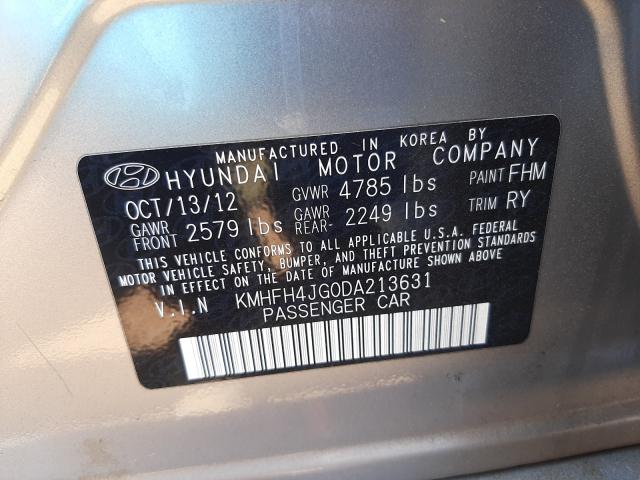 MANUFACTURED IN KOREA BY
HYUNDAI MOTOR COMPANY
OCT/13/12 GVWR 4785 lbs PAINT FHM
GAWR FRONT 2579 lbs GAWR REAR- 2249 lbs TRIM RY
THIS VEHICLE CONFORMS TO ALL APPLICABLE U.S.A. FEDERAL
MOTOR VEHICLE SAFETY, BUMPER, AND THEFT PREVENTION STANDARDS
IN EFFECT ON THE DATE OF MANUFACTURE SHOWN ABOVE.
V.I.N KMHFH4JG0DA213631
PASSENGER CAR